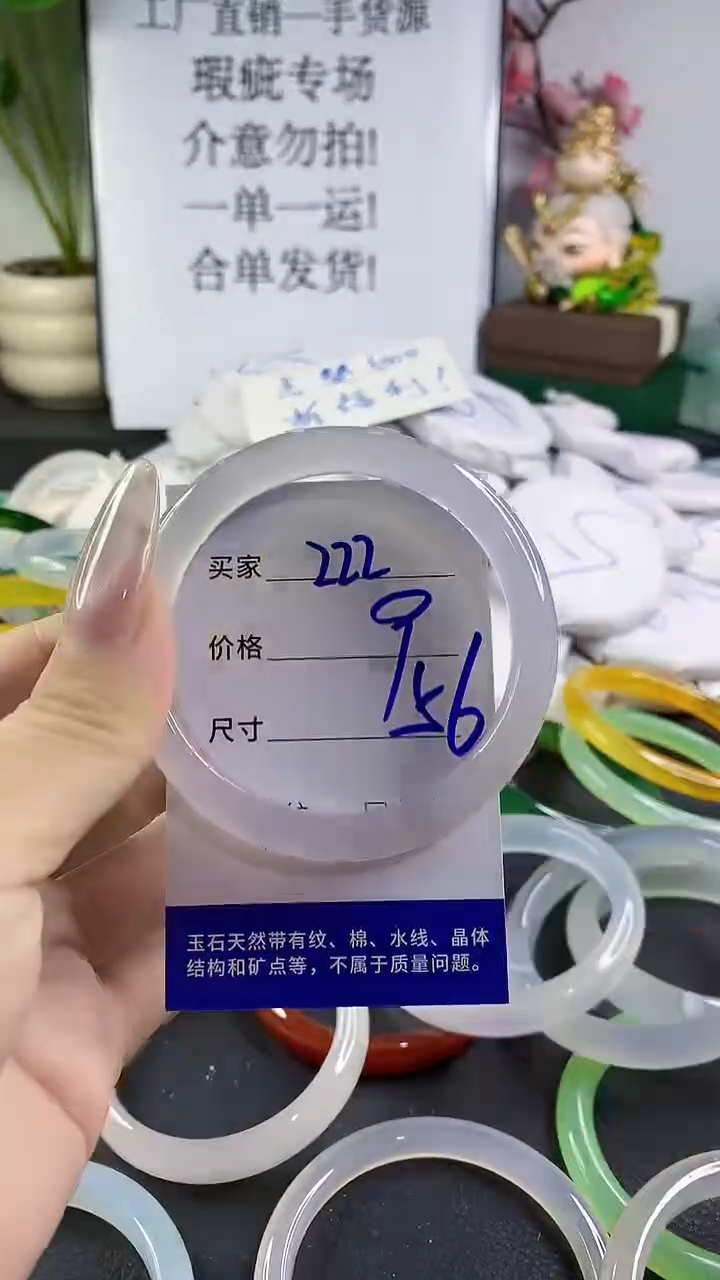 工厂直销一手货源
瑕疵专场
介意勿拍!
一单一运!
合单发货!
买家 222
价格 9
尺寸 56
玉石天然带有纹、棉、水线、晶体
结构和矿点等，不属于质量问题。